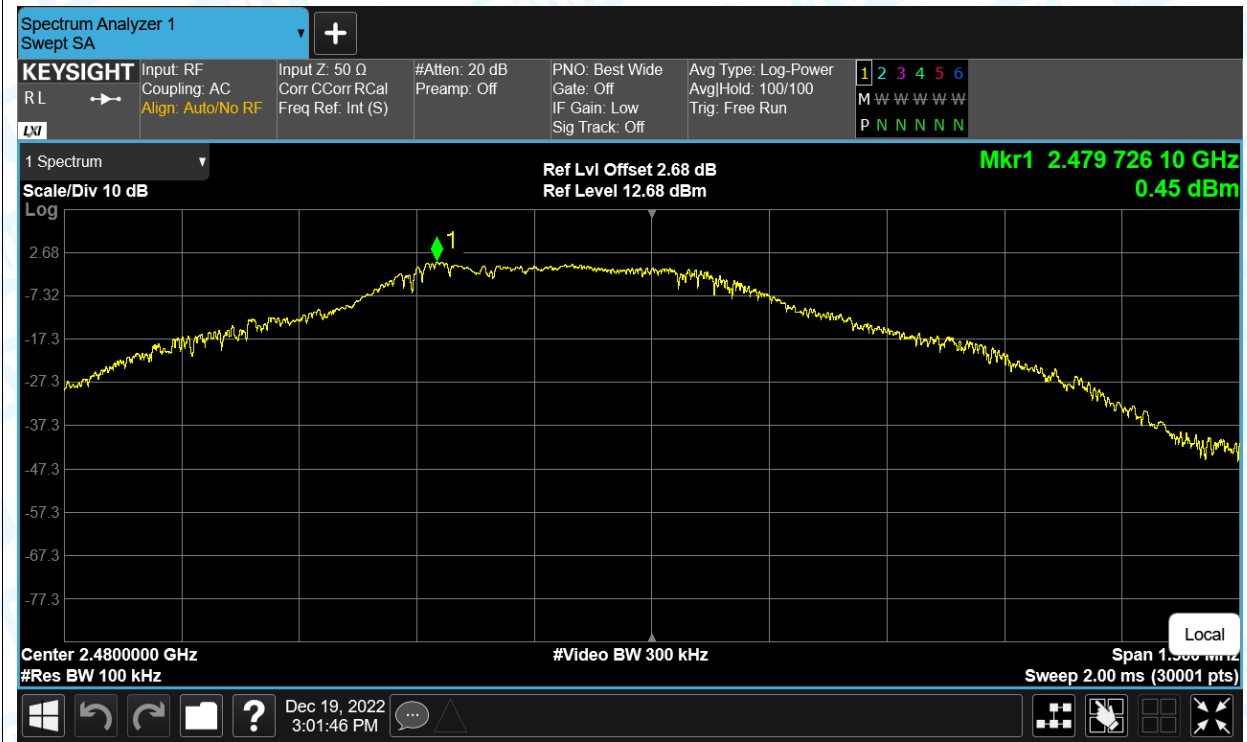 Spectrum Analyzer 1
Swept SA
KEYSIGHT
R L
LXI
Input: RF
Coupling: AC
Align: Auto/No RF
Input Z: 50 Ω
Corr CCorr RCal
Freq Ref: Int (S)
#Atten: 20 dB
Preamp: Off
PNO: Best Wide
Gate: Off
IF Gain: Low
Sig Track: Off
Avg Type: Log-Power
Avg|Hold: 100/100
Trig: Free Run
1 2 3 4 5 6
M W W W W W
P N N N N N
1 Spectrum
Scale/Div 10 dB
Log
Ref Lvl Offset 2.68 dB
Ref Level 12.68 dBm
Mkr1 2.479 726 10 GHz
0.45 dBm
1
2.68
-7.32
-17.3
-27.3
-37.3
-47.3
-57.3
-67.3
-77.3
Center 2.4800000 GHz
#Res BW 100 kHz
#Video BW 300 kHz
Span
Sweep 2.00 ms (30001 pts)
Local
?
Dec 19, 2022
3:01:46 PM